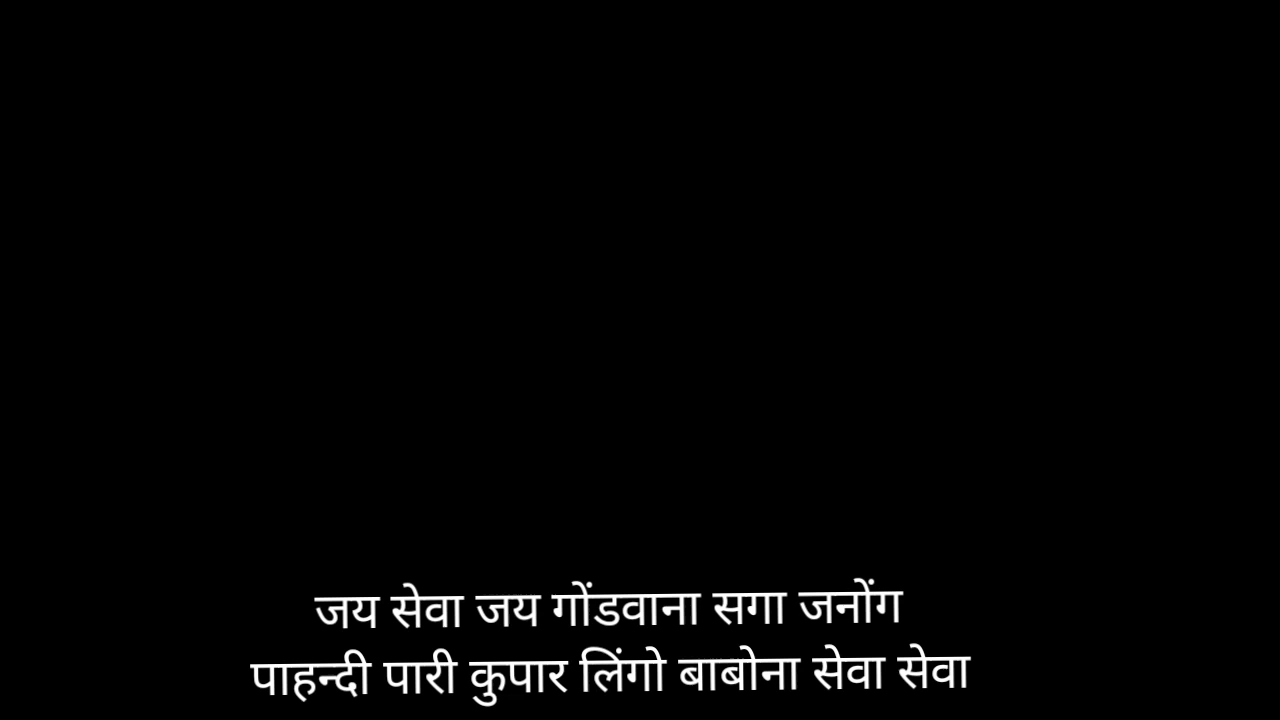 जय सेवा जय गोंडवाना सगा जनोंग
पाहन्दी पारी कुपार लिंगो बाबोना सेवा सेवा